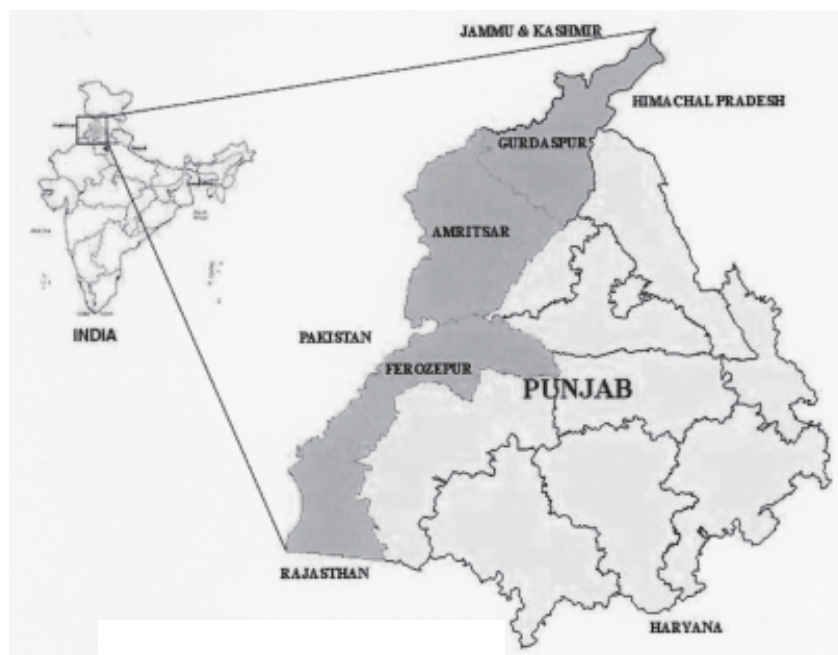 JAMMU & KASHMIR
HIMACHAL PRADESH
GURDASPUR
AMRITSAR
INDIA
PAKISTAN
FEROZEPUR
PUNJAB
RAJASTHAN
HARYANA